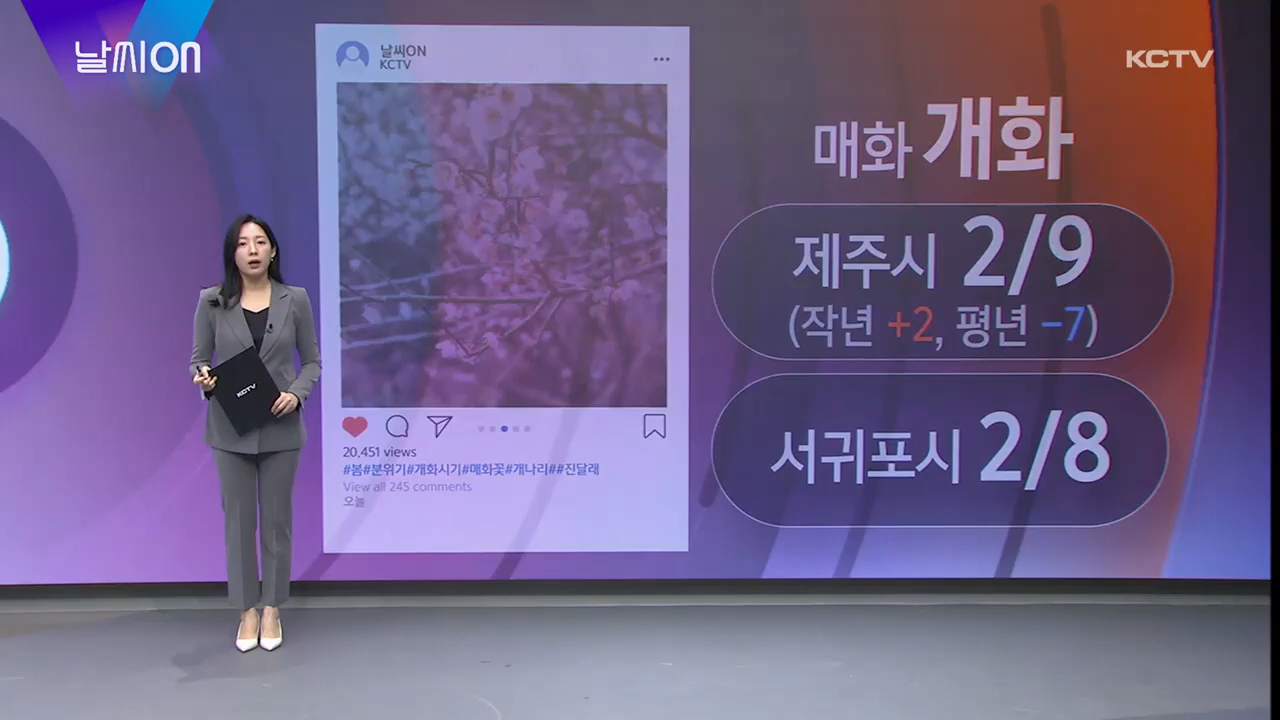 날씨ON
KCTV
날씨ON
KCTV
매화 개화
제주시 2/9
(작년 +2, 평년 -7)
서귀포시 2/8
20,451 views
#봄#분위기#개화시기#매화꽃#개나리##진달래
View all 245 comments
오늘
KCTV